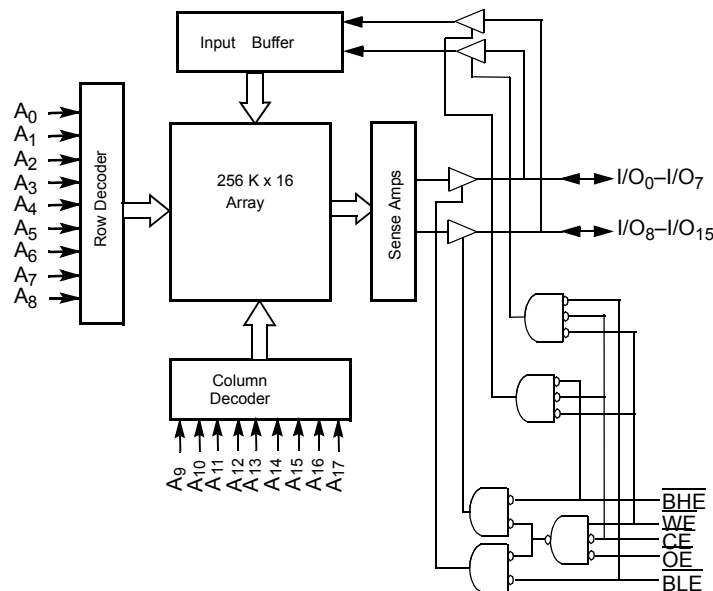 Input Buffer
A0
A1
A2
A3
A4
A5
A6
A7
A8
Row Decoder
256 K x 16
Array
Sense Amps
I/O0–I/O7
I/O8–I/O15
Column
Decoder
A9
A10
A11
A12
A13
A14
A15
A16
A17
BHE
WE
CE
OE
BLE